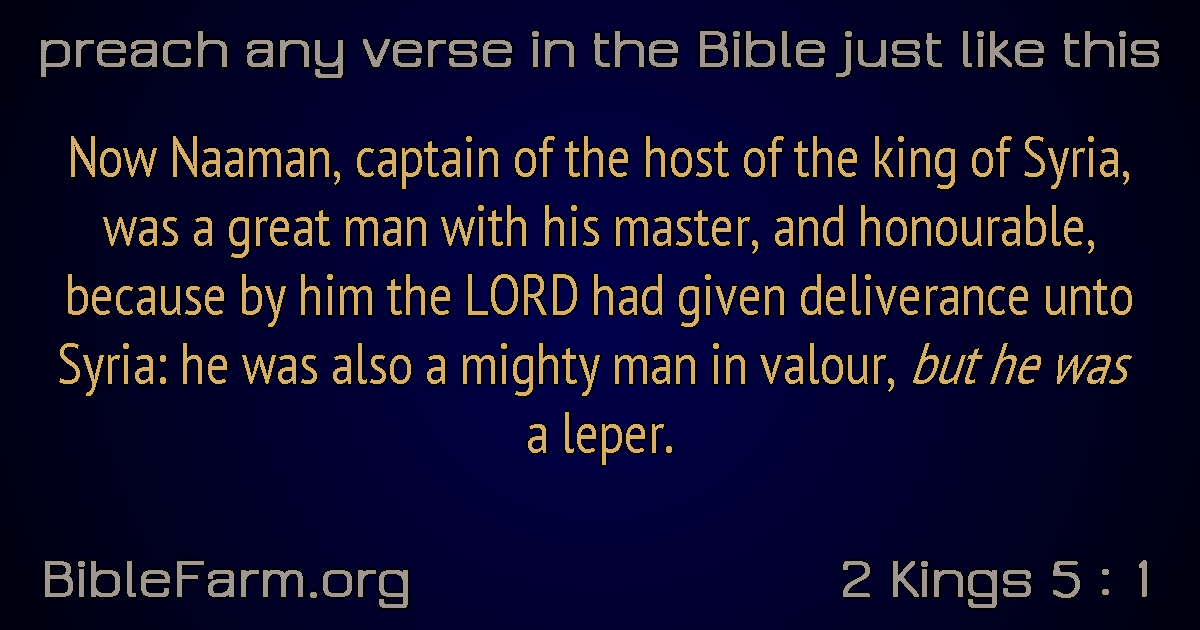 preach any verse in the Bible just like this
Now Naaman, captain of the host of the king of Syria,
was a great man with his master, and honourable,
because by him the LORD had given deliverance unto
Syria: he was also a mighty man in valour, but he was
a leper.
BibleFarm.org
2 Kings 5 : 1